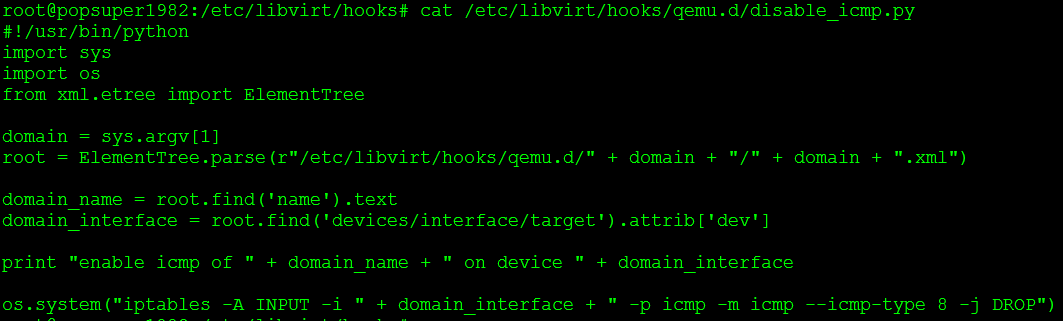 root@popsuper1982:/etc/libvirt/hooks# cat /etc/libvirt/hooks/qemu.d/disable_icmp.py
#!/usr/bin/python
import sys
import os
from xml.etree import ElementTree
domain = sys.argv[1]
root = ElementTree.parse(r"/etc/libvirt/hooks/qemu.d/" + domain + "/" + domain + ".xml")
domain_name = root.find('name').text
domain_interface = root.find('devices/interface/target').attrib['dev']
print "enable icmp of " + domain_name + " on device " + domain_interface
os.system("iptables -A INPUT -i " + domain_interface + " -p icmp -m icmp --icmp-type 8 -j DROP")